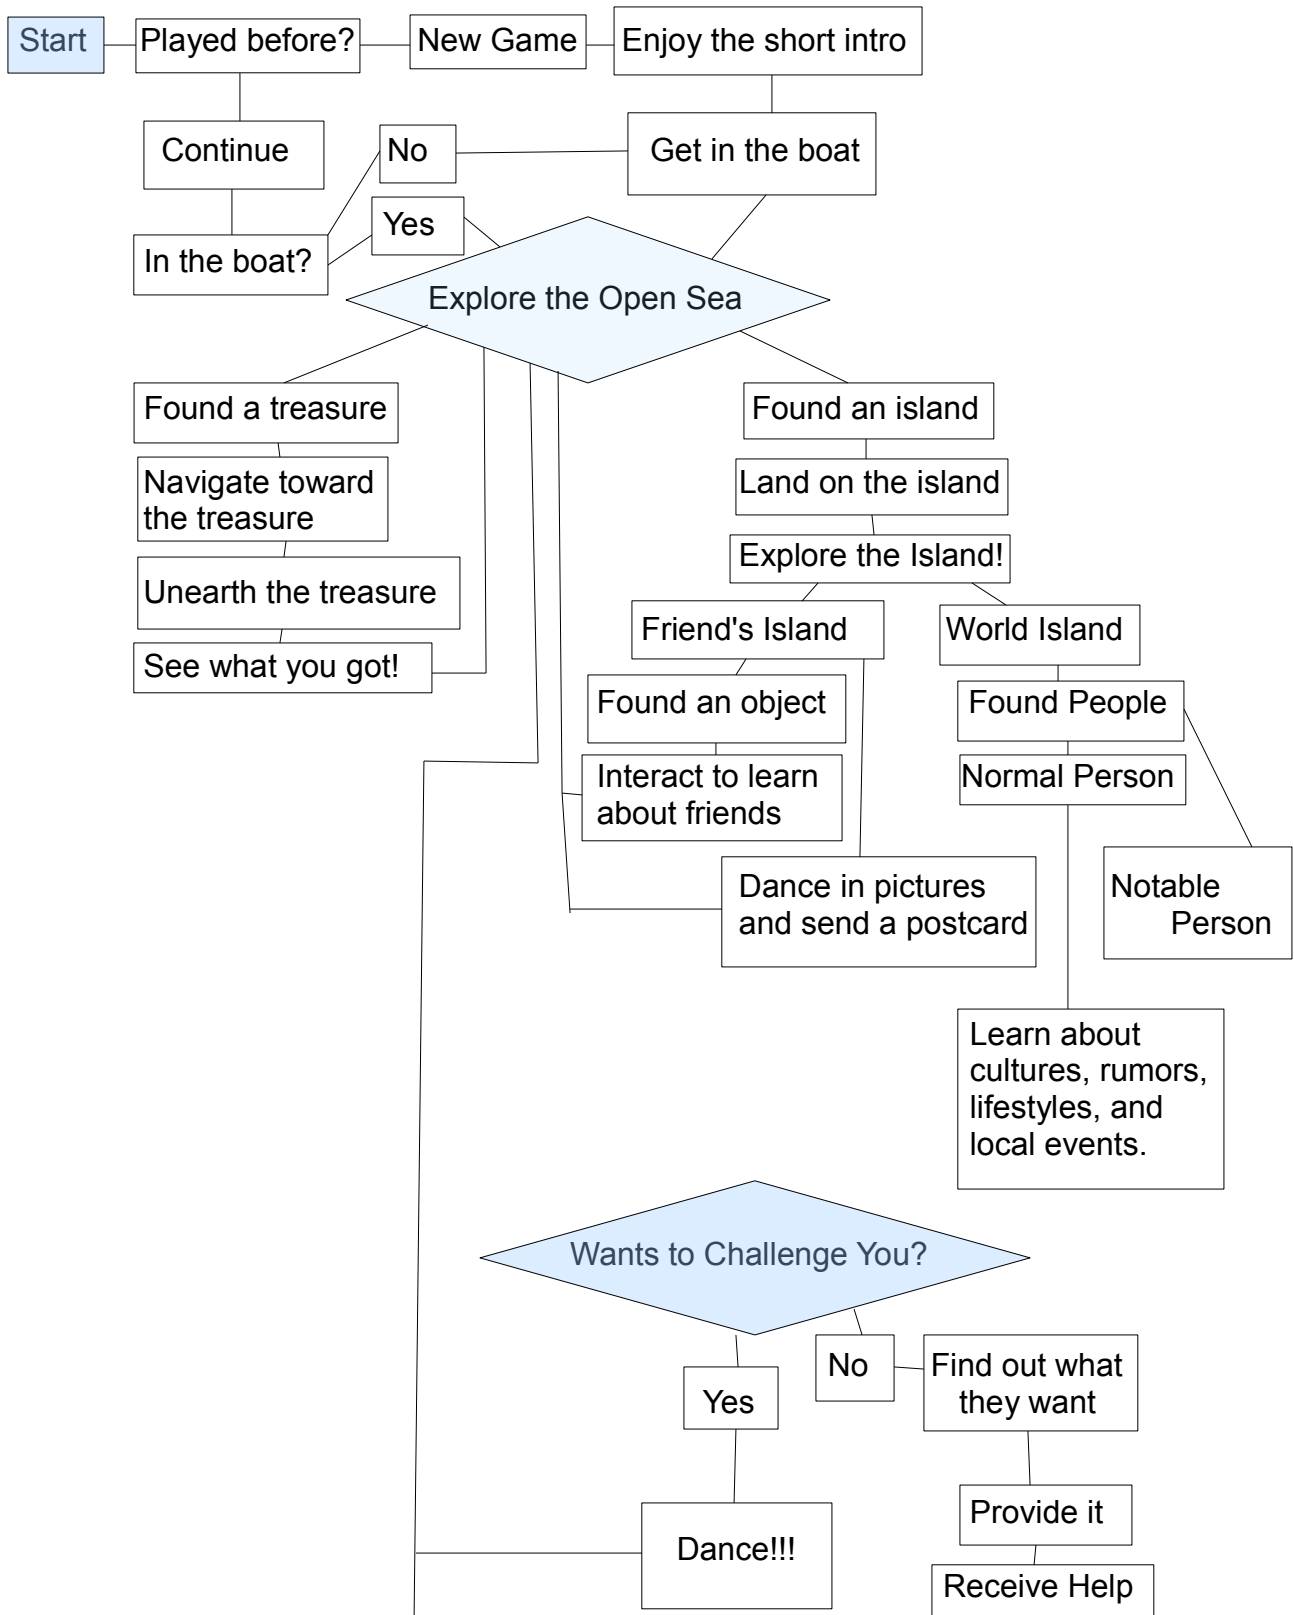 Start
Played before?
New Game
Enjoy the short intro
Continue
No
Get in the boat
Yes
In the boat?
Explore the Open Sea
Found a treasure
Found an island
Navigate toward
the treasure
Land on the island
Explore the Island!
Unearth the treasure
Friend's Island
World Island
See what you got!
Found an object
Found People
Interact to learn
about friends
Normal Person
Dance in pictures
and send a postcard
Notable
Person
Learn about
cultures, rumors,
lifestyles, and
local events.
Wants to Challenge You?
Yes
No
Find out what
they want
Provide it
Dance!!!
Receive Help